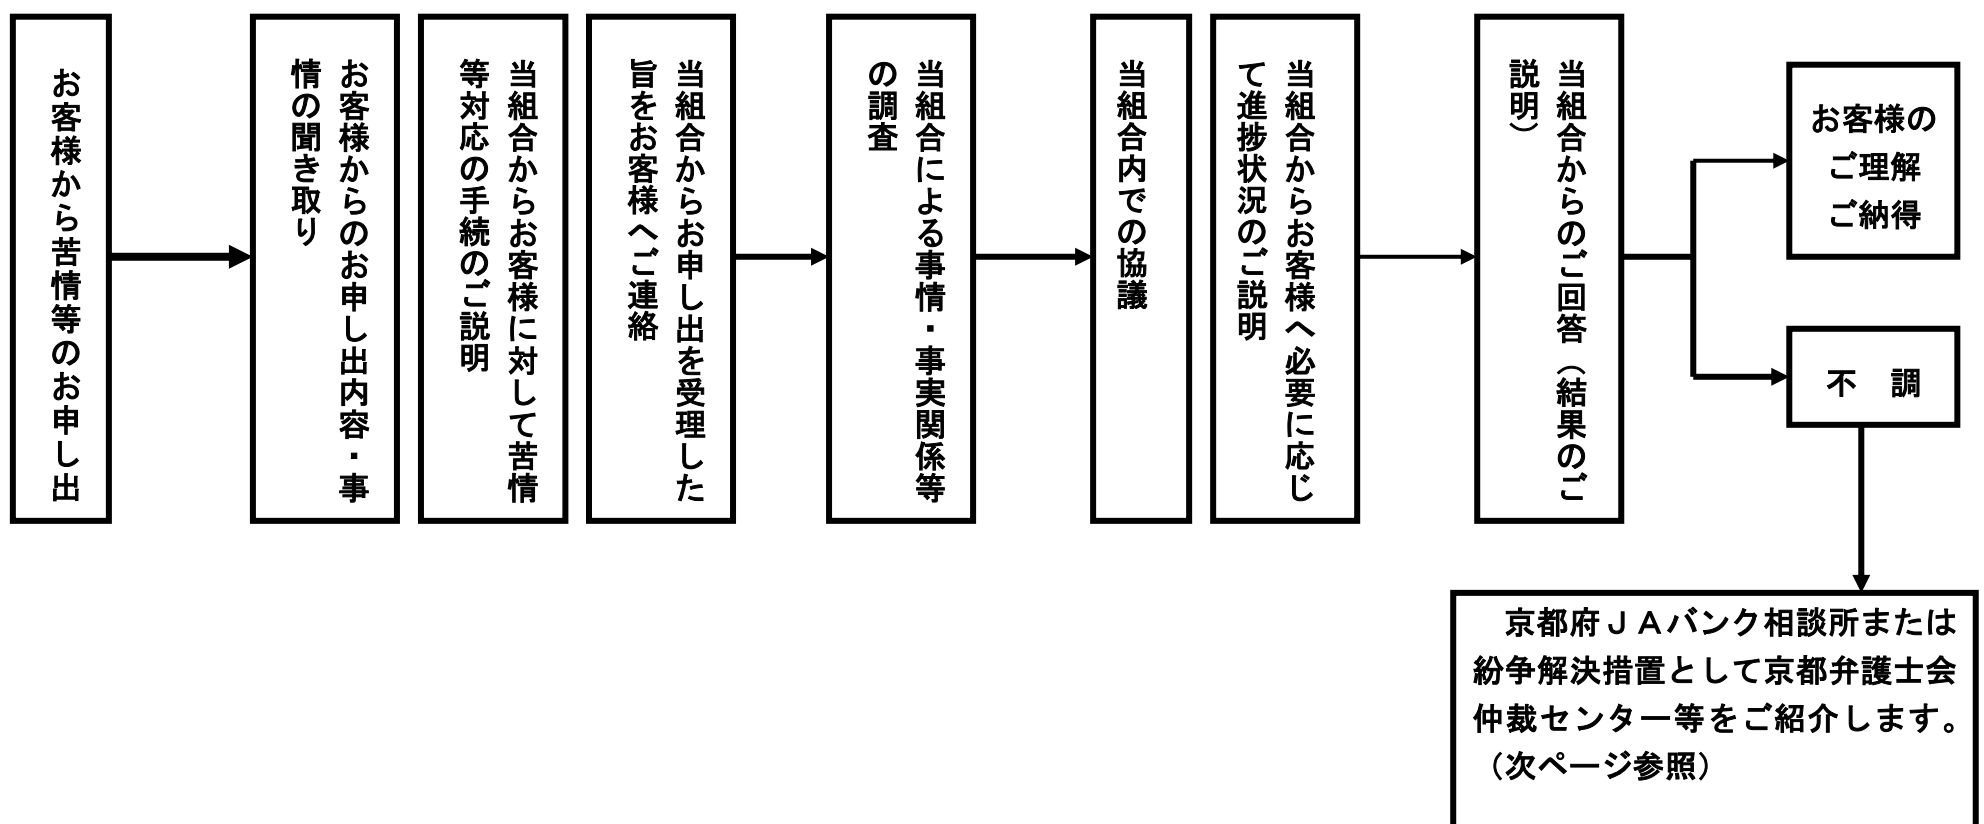 お客様から苦情等のお申し出
お客様からのお申し出内容・事
情の聞き取り
当組合からお客様に対して苦情
等対応の手続のご説明
当組合からお申し出を受理した
旨をお客様へご連絡
当組合による事情・事実関係等
の調査
当組合内での協議
当組合からお客様へ必要に応じ
て進捗状況のご説明
当組合からのご回答（結果のご
説明）
お客様の
ご理解
ご納得
不　調
京都府ＪＡバンク相談所または
紛争解決措置として京都弁護士会
仲裁センター等をご紹介します。
（次ページ参照）